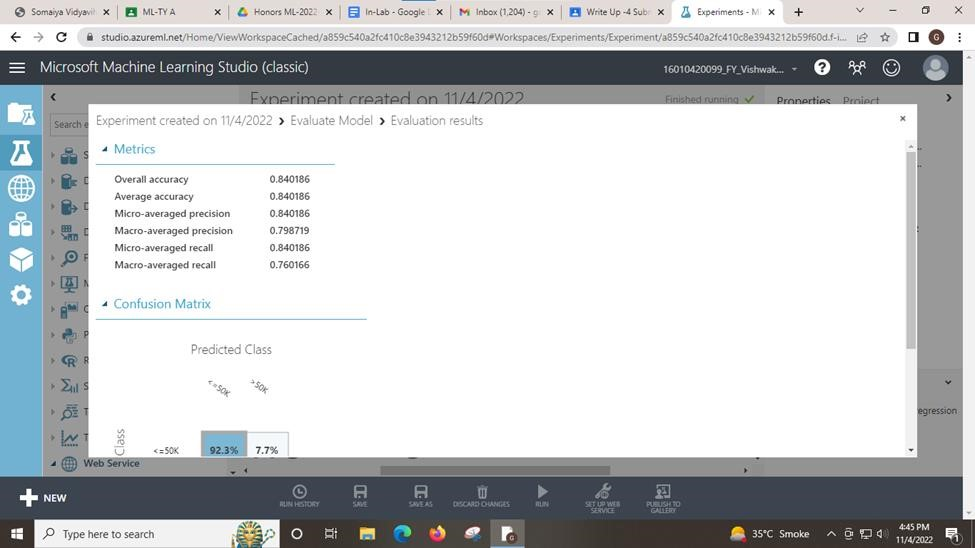 Somaiya Vidyavih
ML-TY A
Honors ML-2022
In-Lab - Google D
Inbox (1,204) - g
Write Up -4 Subm
Experiments - Mi
studio.azureml.net/Home/ViewWorkspaceCached/a859c540a2fc410c8e3943212b59f60d#Workspaces/Experiments/Experiment/a859c540a2fc410c8e3943212b59f60d.f-i...
G
Microsoft Machine Learning Studio (classic)
16010420099_FY_Vishwak...
Experiment created on 11/4/2022
Finished running
Properties Project
Search e
Experiment created on 11/4/2022 > Evaluate Model > Evaluation results
×
Metrics
Overall accuracy 0.840186
Average accuracy 0.840186
Micro-averaged precision 0.840186
Macro-averaged precision 0.798719
Micro-averaged recall 0.840186
Macro-averaged recall 0.760166
Confusion Matrix
Predicted Class
<=50K >50K
Class
<=50K 92.3% 7.7%
egression
Web Service
NEW
RUN HISTORY
SAVE
SAVE AS
DISCARD CHANGES
RUN
SET UP WEB
SERVICE
PUBLISH TO
GALLERY
Type here to search
35°C Smoke
4:45 PM
11/4/2022